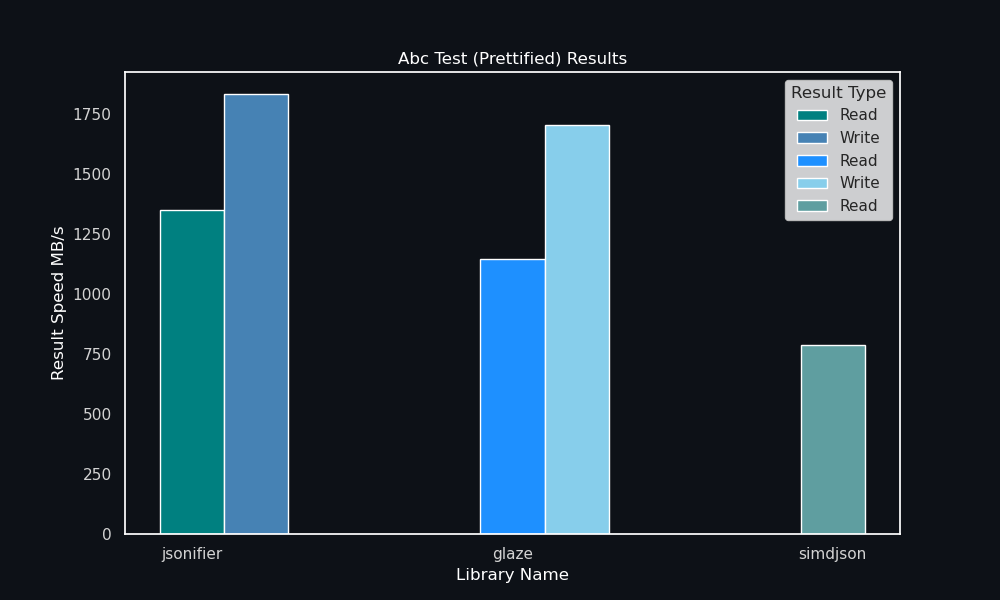 Abc Test (Prettified) Results
Result Type
Read
Write
Read
Write
Read
Result Speed MB/s
1750
1500
1250
1000
750
500
250
0
jsonifier glaze simdjson
Library Name